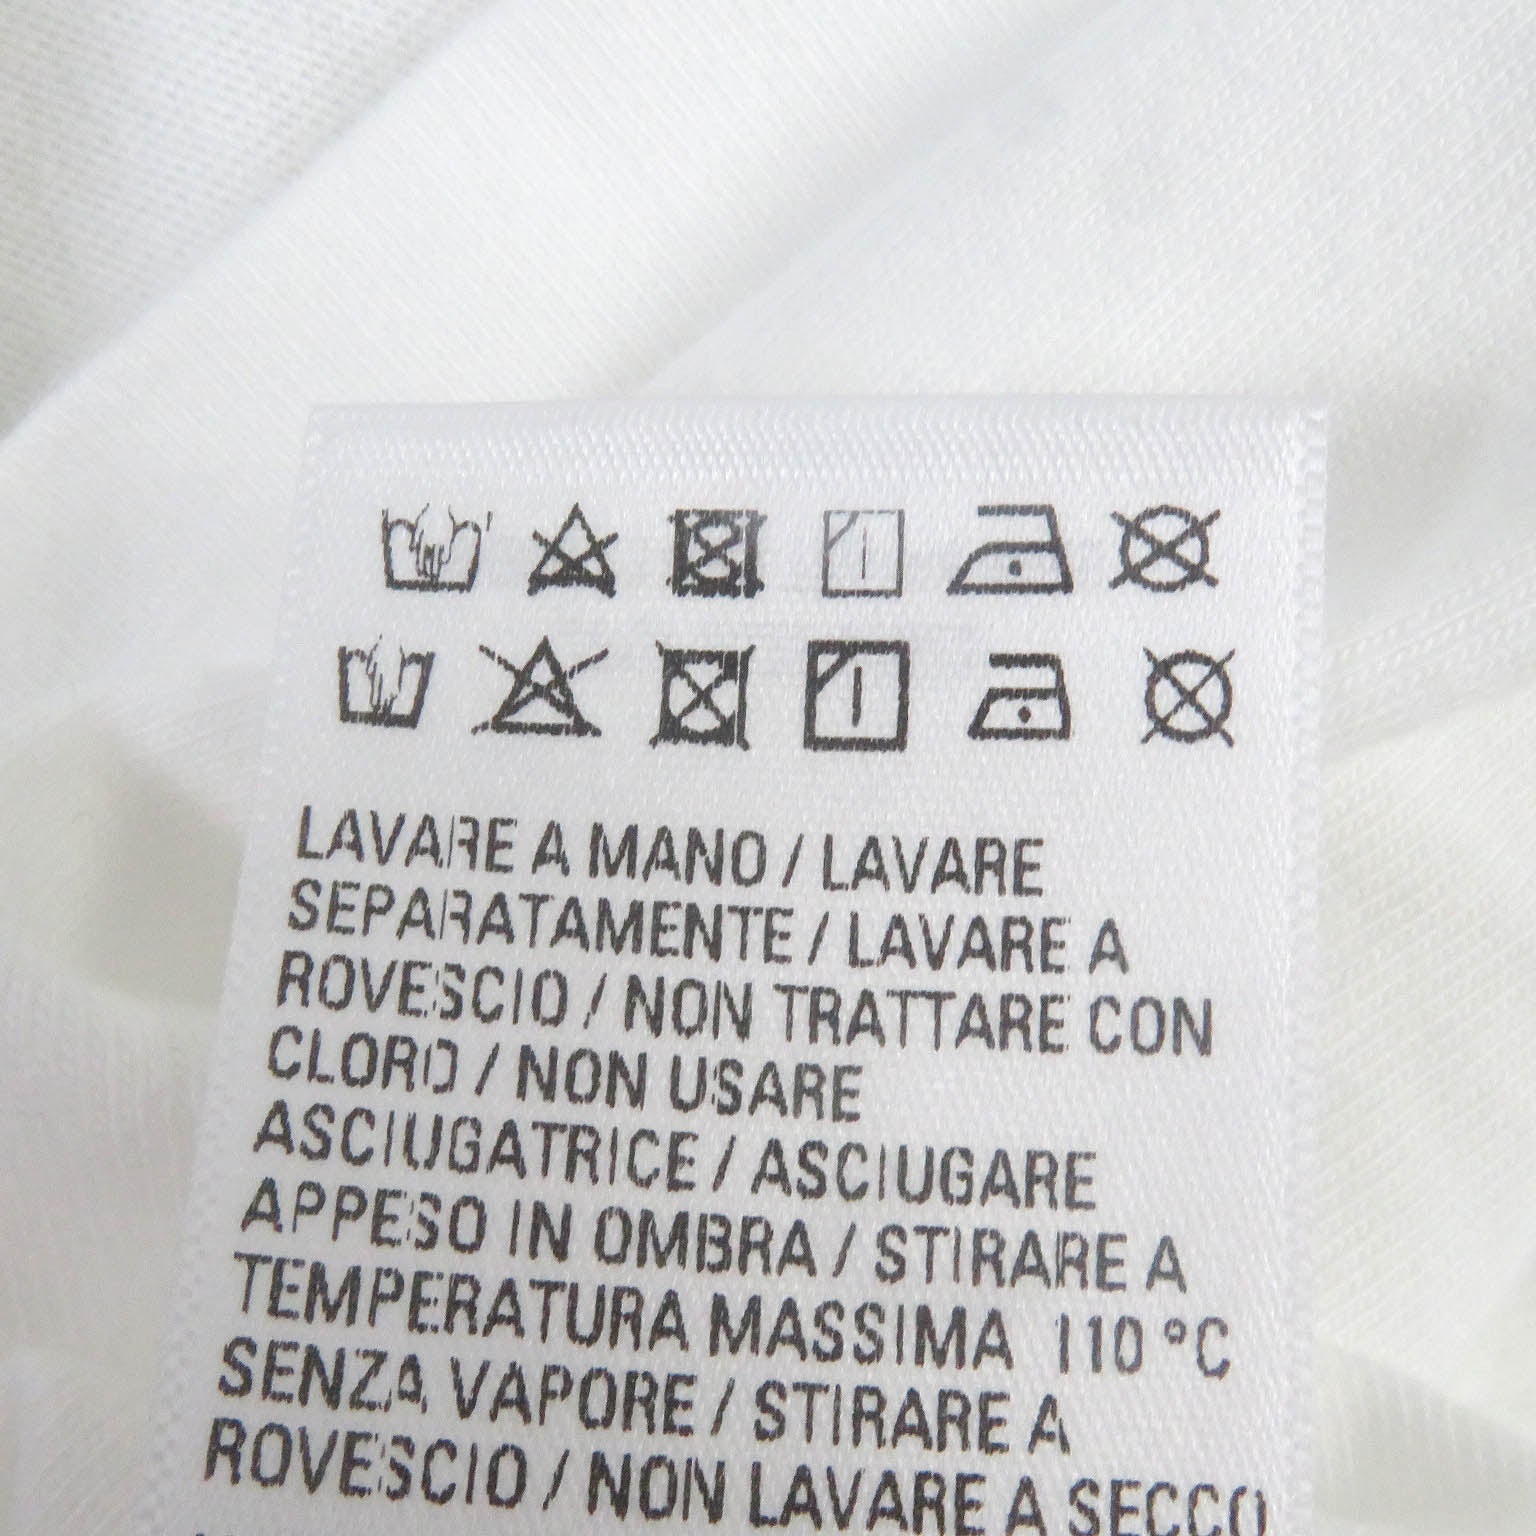 LAVARE A MANO / LAVARE
SEPARATAMENTE / LAVARE A
ROVESCIO / NON TRATTARE CON
CLORO / NON USARE
ASCIUGATRICE / ASCIUGARE
APPESO IN OMBRA / STIRARE A
TEMPERATURA MASSIMA 110 °C
SENZA VAPORE / STIRARE A
ROVESCIO / NON LAVARE A SECCO